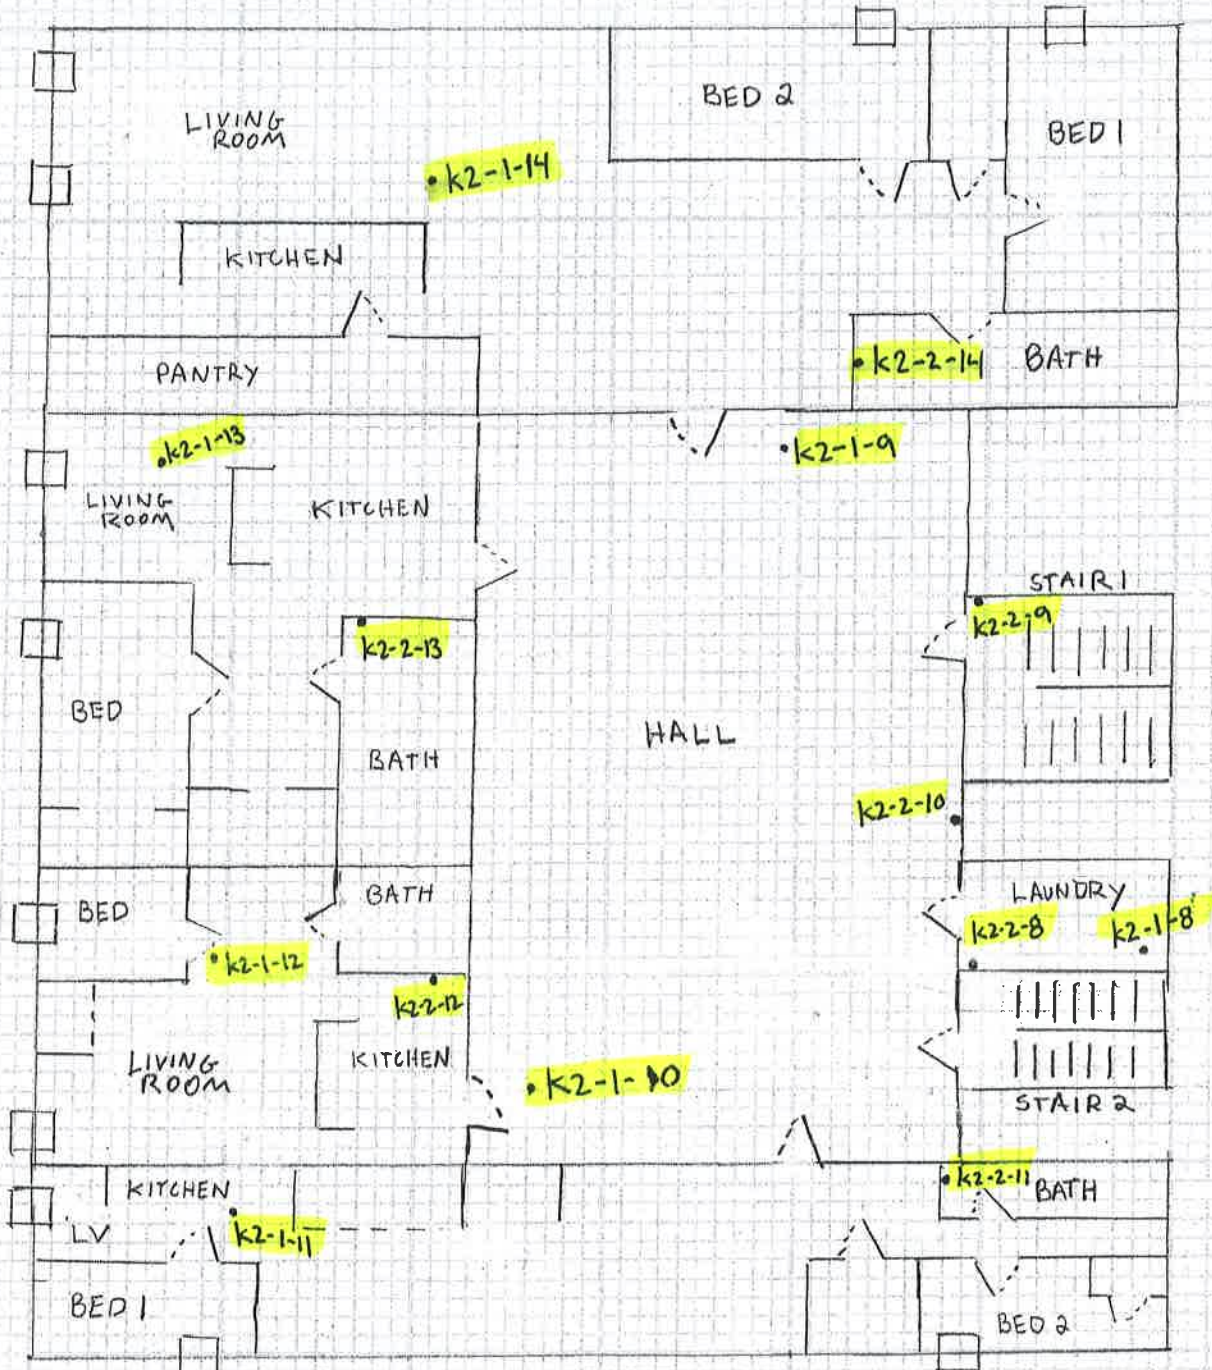 BED 2
LIVING
ROOM
BED 1
k2-1-14
KITCHEN
PANTRY
k2-2-14
BATH
k2-1-13
k2-1-9
LIVING
ROOM
KITCHEN
STAIR 1
k2-2-9
k2-2-13
BED
HALL
BATH
k2-2-10
BED
BATH
LAUNDRY
k2-2-8
k2-1-8
k2-1-12
k2-2-12
LIVING
ROOM
KITCHEN
k2-1-10
STAIR 2
KITCHEN
k2-2-11
BATH
LV
k2-1-11
BED 1
BED 2